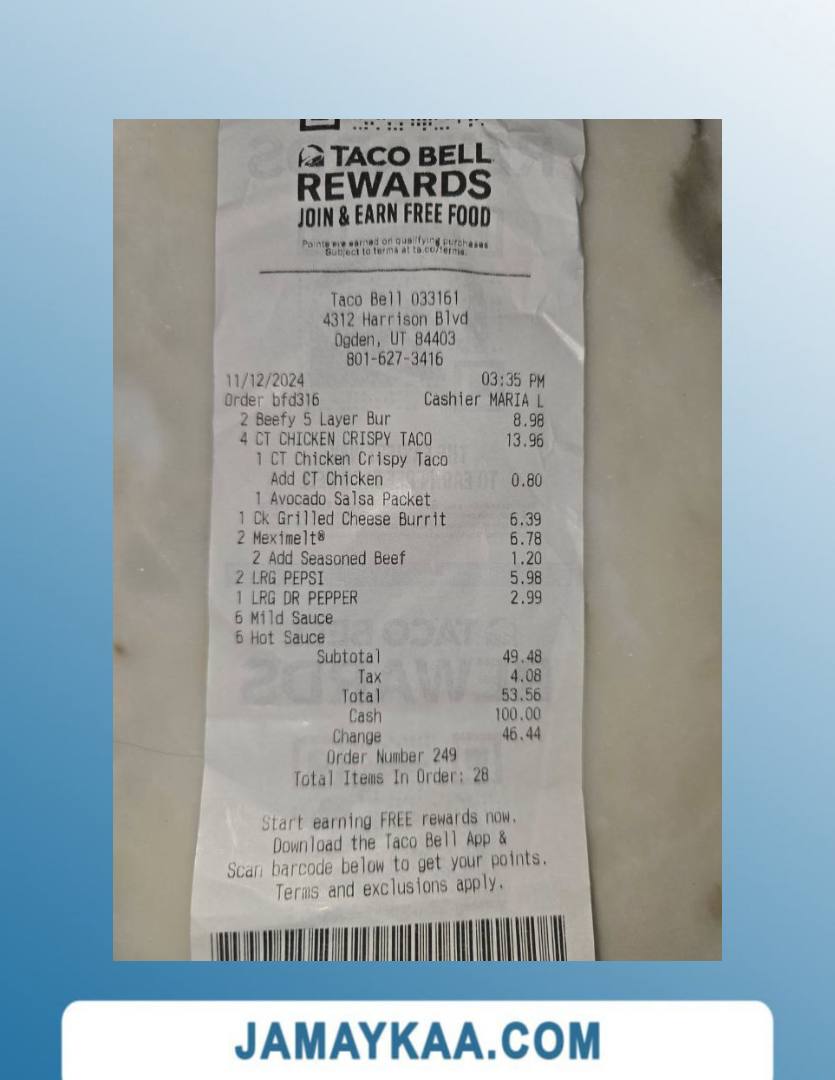 TACO BELL
REWARDS
JOIN & EARN FREE FOOD
Points are earned on qualifying purchases
Subject to terms at ta.co/terms.
Taco Bell 033161
4312 Harrison Blvd
Ogden, UT 84403
801-627-3416
11/12/2024 03:35 PM
Order bfd316 Cashier MARIA L
2 Beefy 5 Layer Bur 8.98
4 CT CHICKEN CRISPY TACO 13.96
1 CT Chicken Crispy Taco
Add CT Chicken 0.80
1 Avocado Salsa Packet
1 Ck Grilled Cheese Burrit 6.39
2 Meximelt® 6.78
2 Add Seasoned Beef 1.20
2 LRG PEPSI 5.98
1 LRG DR PEPPER 2.99
6 Mild Sauce
6 Hot Sauce
Subtotal 49.48
Tax 4.08
Total 53.56
Cash 100.00
Change 46.44
Order Number 249
Total Items In Order: 28
Start earning FREE rewards now.
Download the Taco Bell App &
Scan barcode below to get your points.
Terms and exclusions apply.
JAMAYKAA.COM